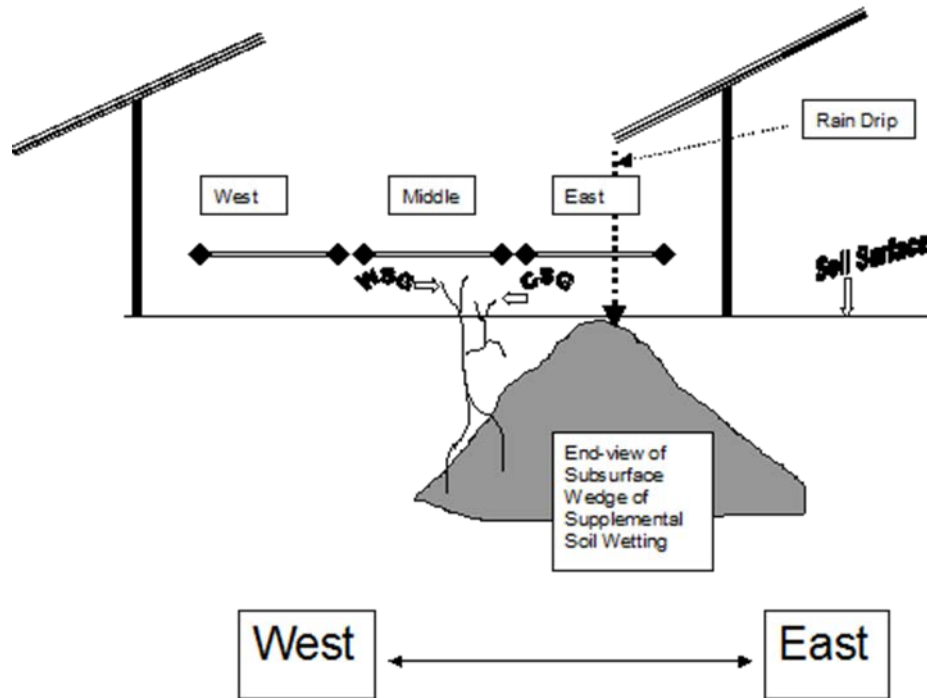 Rain Drip
West
Middle
East
Soil Surface
WSG
CSG
End-view of
Subsurface
Wedge of
Supplemental
Soil Wetting
West
East